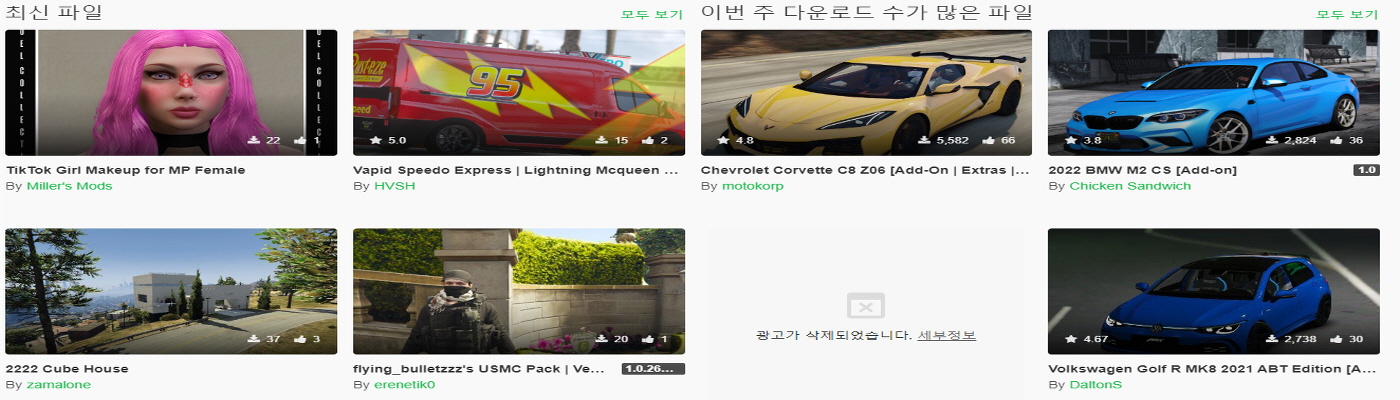 최신 파일
모두 보기
이번 주 다운로드 수가 많은 파일
모두 보기
22 1
95
5.0 15 2
4.8 5,582 66
3.8 2,824 36
TikTok Girl Makeup for MP Female
By Miller's Mods
Vapid Speedo Express | Lightning Mcqueen ...
By HVSH
Chevrolet Corvette C8 Z06 [Add-On | Extras |...
By motokorp
2022 BMW M2 CS [Add-on]
1.0
By Chicken Sandwich
37 3
20 1
광고가 삭제되었습니다. 세부정보
4.67 2,738 30
2222 Cube House
By zamalone
flying_bulletzzz's USMC Pack | Ve...
1.0.26...
By erenetik0
Volkswagen Golf R MK8 2021 ABT Edition [A...
By DaltonS